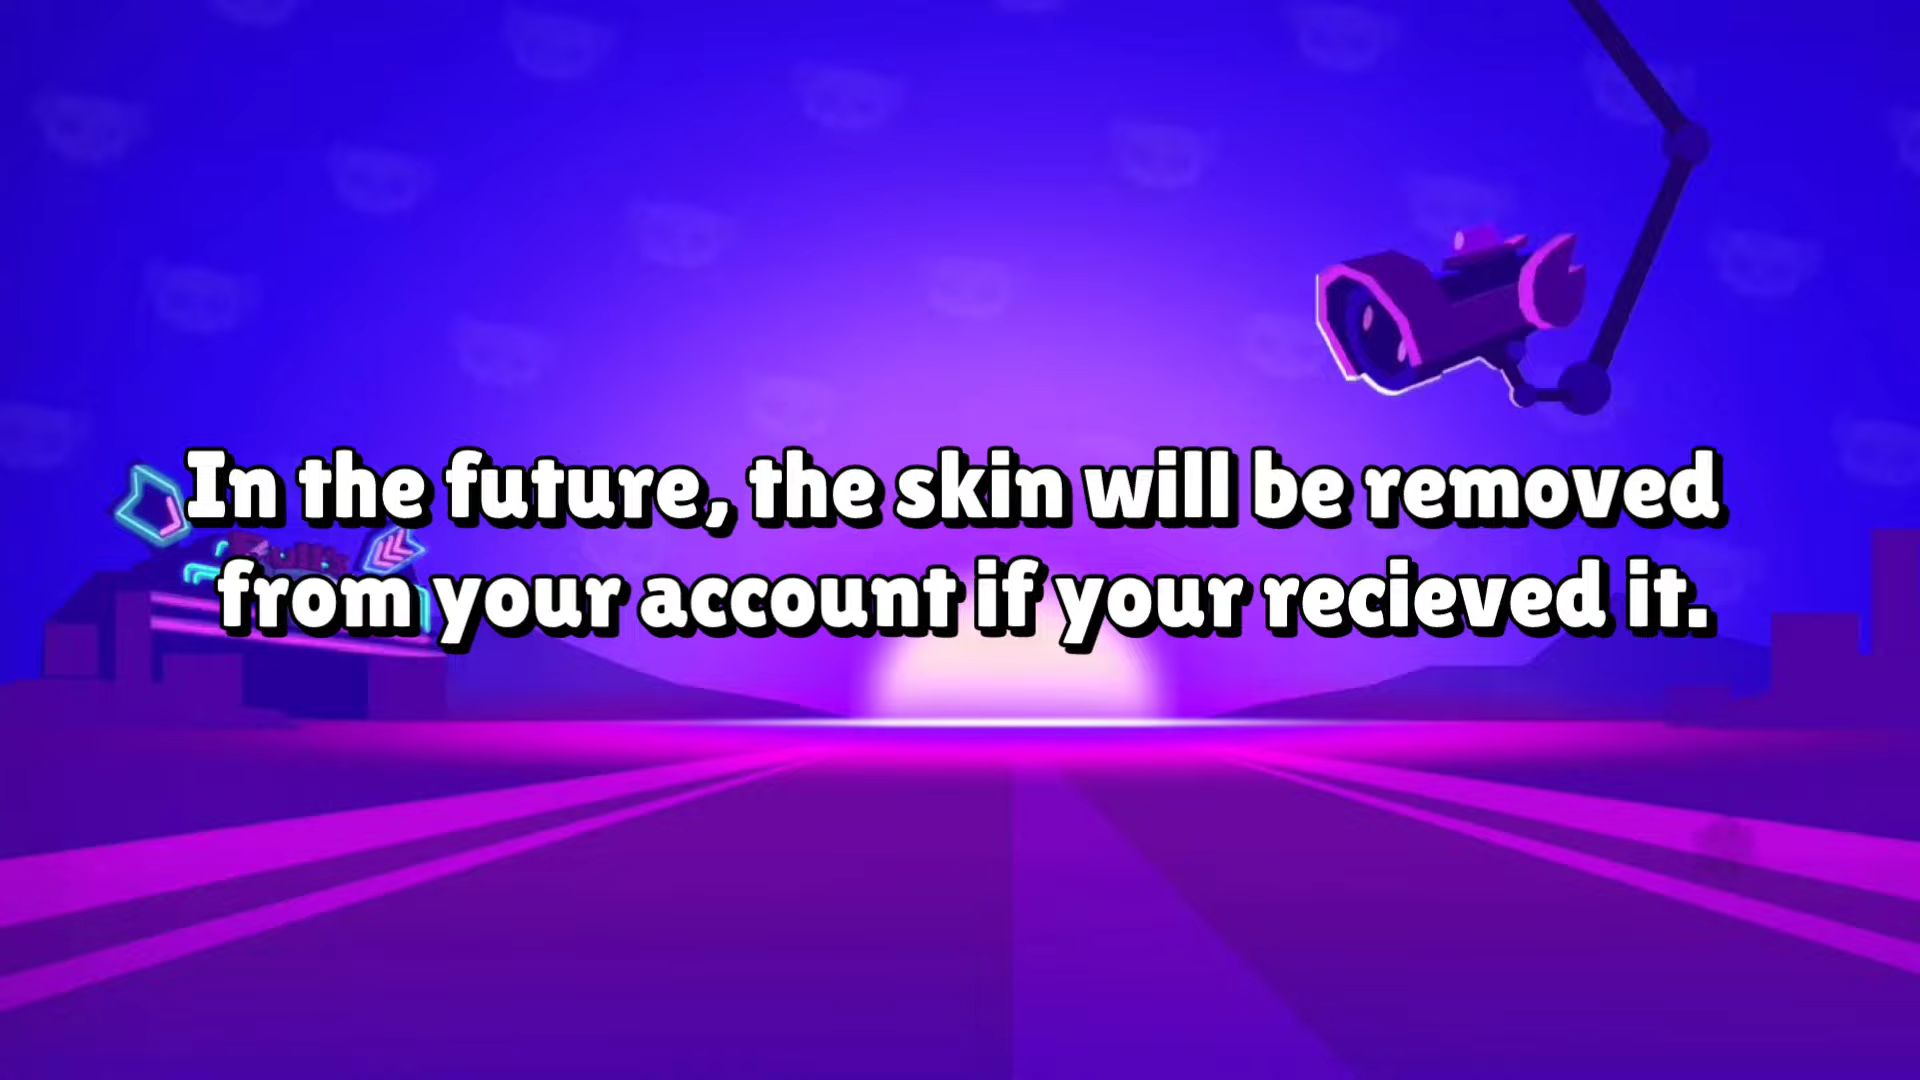 In the future, the skin will be removed
from your account if your recieved it.